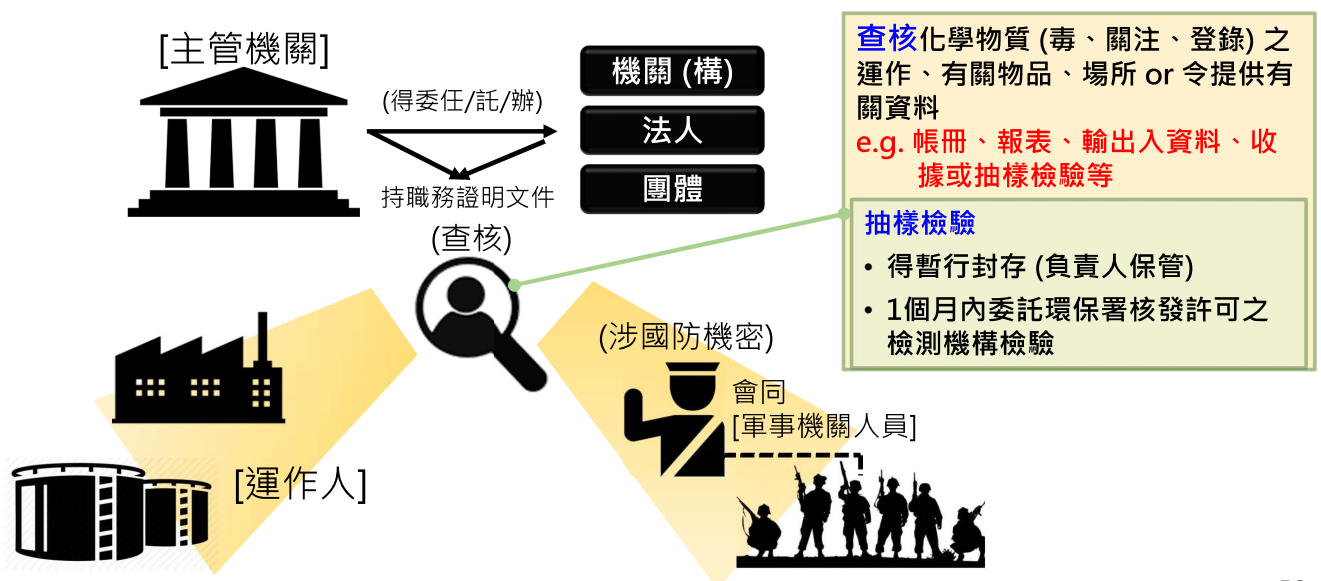 [主管機關]
(得委任/託/辦)
機關 (構)
法人
團體
持職務證明文件
(查核)
查核化學物質 (毒、關注、登錄) 之
運作、有關物品、場所 or 令提供有
關資料
e.g. 帳冊、報表、輸出入資料、收
據或抽樣檢驗等
抽樣檢驗
• 得暫行封存 (負責人保管)
• 1個月內委託環保署核發許可之
檢測機構檢驗
(涉國防機密)
會同
[軍事機關人員]
[運作人]